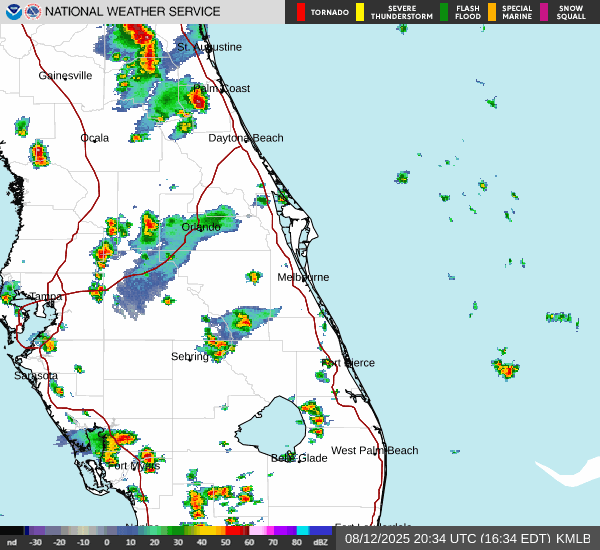 NATIONAL WEATHER SERVICE
TORNADO
SEVERE THUNDERSTORM
FLASH FLOOD
SPECIAL MARINE
SNOW SQUALL
St. Augustine
Gainesville
Palm Coast
Ocala
Daytona Beach
Orlando
Melbourne
Tampa
Sebring
Fort Pierce
Sarasota
West Palm Beach
Belle Glade
Fort Myers
nd -30 -20 -10 0 10 20 30 40 50 60 70 80 dBZ
08/12/2025 20:34 UTC (16:34 EDT) KMLB